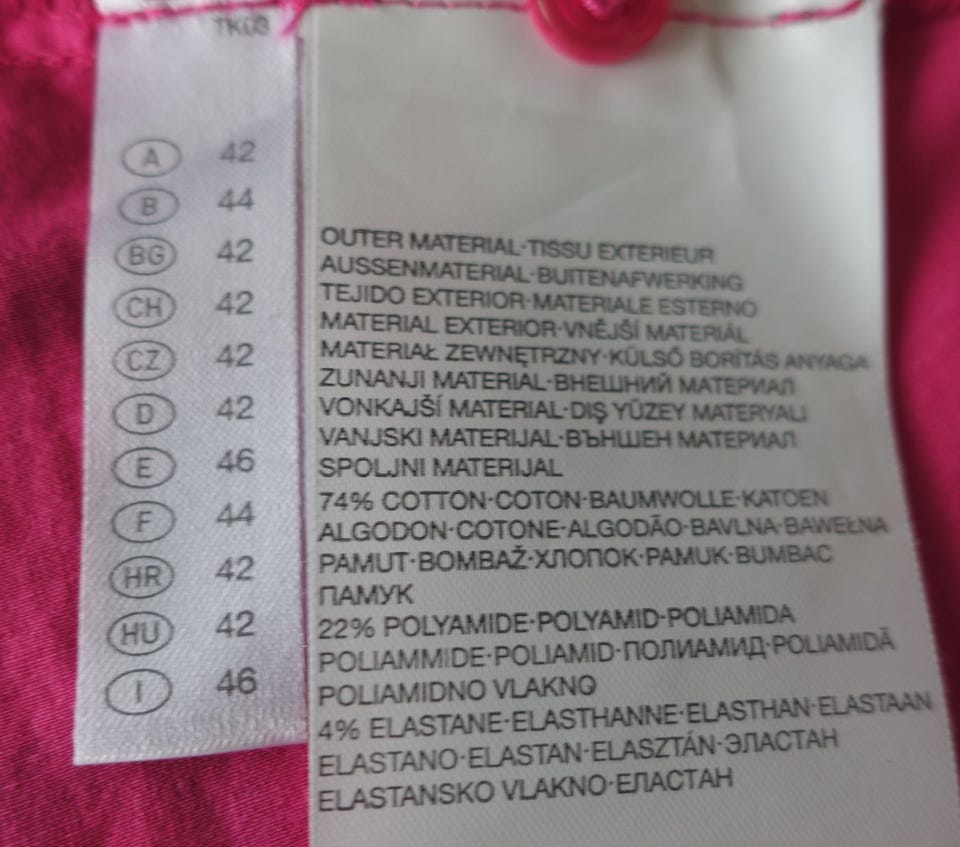 TK03
A 42
B 44
BG 42
CH 42
CZ 42
D 42
E 46
F 44
HR 42
HU 42
I 46
OUTER MATERIAL·TISSU EXTERIEUR
AUSSENMATERIAL·BUITENAFWERKING
TEJIDO EXTERIOR·MATERIALE ESTERNO
MATERIAL EXTERIOR·VNĚJŠÍ MATERIÁL
MATERIAŁ ZEWNĘTRZNY·KÜLSŐ BORÍTÁS ANYAGA
ZUNANJI MATERIAL·ВНЕШНИЙ МАТЕРИАЛ
VONKAJŠÍ MATERIAL·DIŞ YÜZEY MATERYALI
VANJSKI MATERIJAL·ВЪНШЕН МАТЕРИАЛ
SPOLJNI MATERIJAL
74% COTTON·COTON·BAUMWOLLE·KATOEN
ALGODON·COTONE·ALGODÃO·BAVLNA·BAWEŁNA
PAMUT·BOMBAŽ·ХЛОПОК·PAMUK·BUMBAC
ПАМУК
22% POLYAMIDE·POLYAMID·POLIAMIDA
POLIAMMIDE·POLIAMID·ПОЛИАМИД·POLIAMIDĂ
POLIAMIDNO VLAKNO
4% ELASTANE·ELASTHANNE·ELASTHAN·ELASTAAN
ELASTANO·ELASTAN·ELASZTÁN·ЭЛАСТАН
ELASTANSKO VLAKNO·ЕЛАСТАН